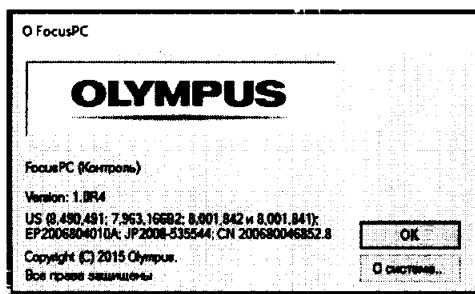 О FocusPC
OLYMPUS
FocusPC (Контроль)
Version: 1.0R4
US (8,490,491; 7,963,166B2; 8,001,842 и 8,001,841);
EP2006804010A; JP2008-535544; CN 200680046852.8
Copyright (C) 2015 Olympus.
Все права защищены
OK
О системе...